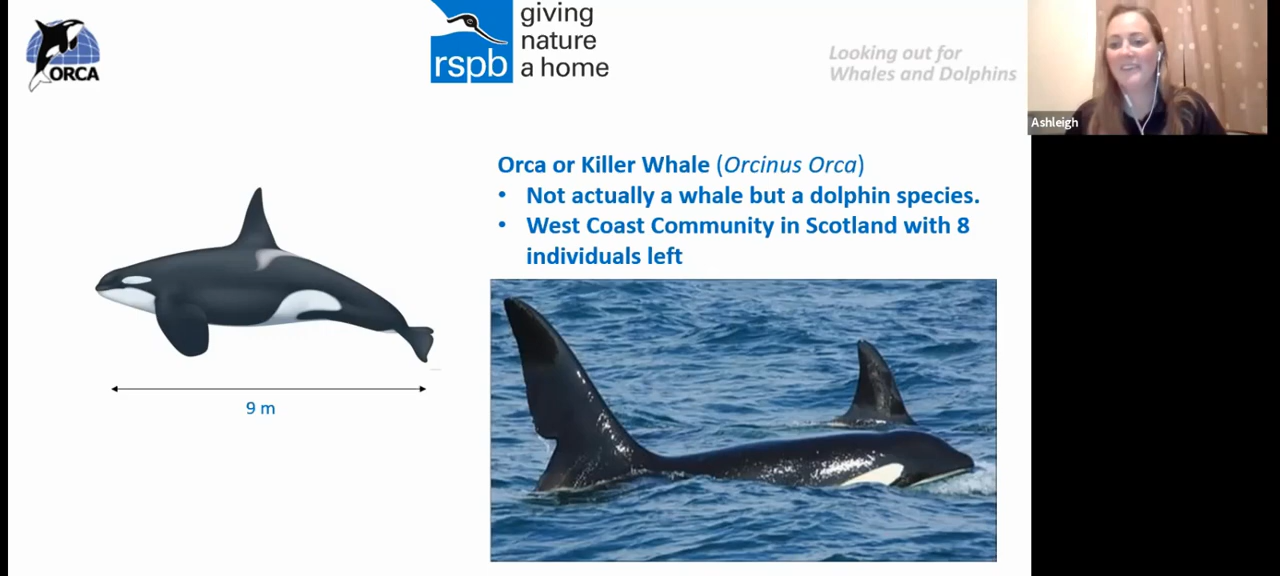 ORCA
rspb
giving
nature
a home
Looking out for
Whales and Dolphins
Ashleigh
Orca or Killer Whale (Orcinus Orca)
• Not actually a whale but a dolphin species.
• West Coast Community in Scotland with 8
individuals left
9 m